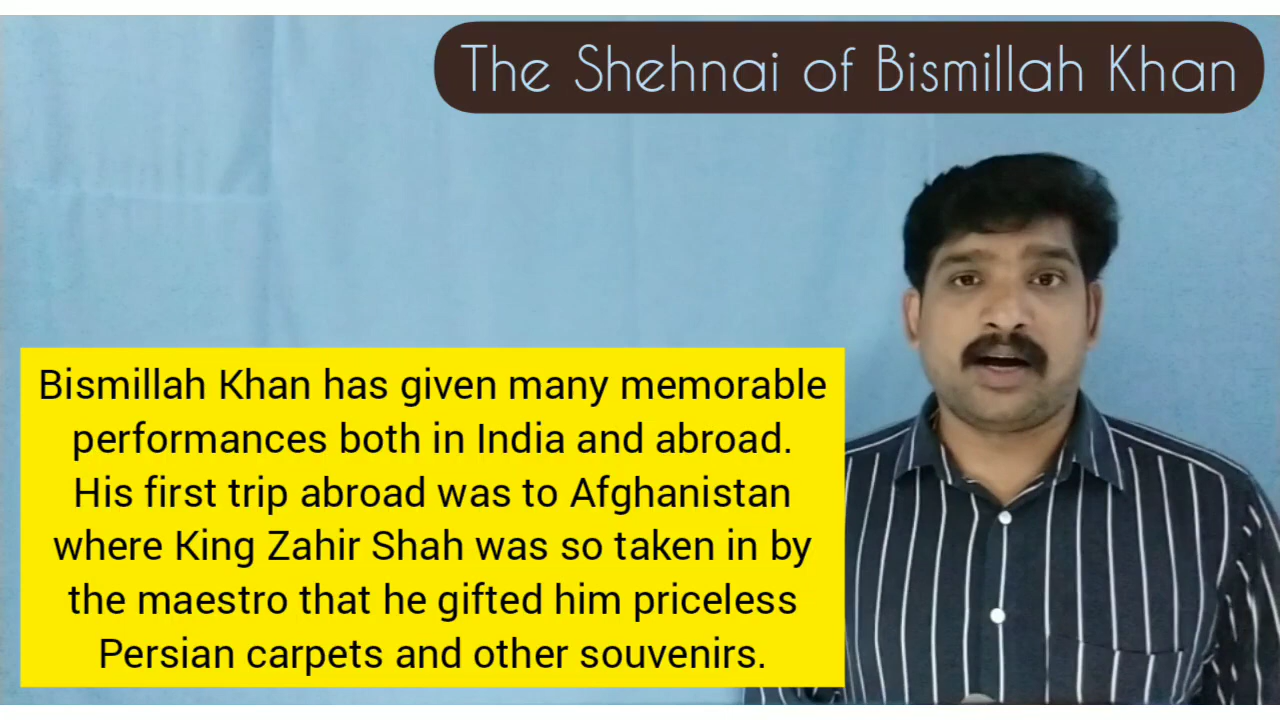 The Shehnai of Bismillah Khan
Bismillah Khan has given many memorable
performances both in India and abroad.
His first trip abroad was to Afghanistan
where King Zahir Shah was so taken in by
the maestro that he gifted him priceless
Persian carpets and other souvenirs.